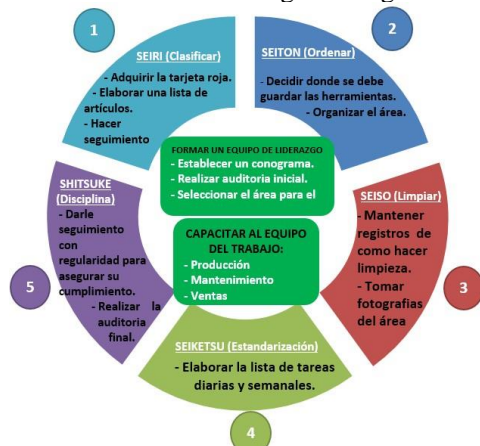 1
SEIRI (Clasificar)
- Adquirir la tarjeta roja.
- Elaborar una lista de
artículos.
- Hacer
seguimiento
2
SEITON (Ordenar)
- Decidir donde se debe
guardar las herramientas.
- Organizar el área.
FORMAR UN EQUIPO DE LIDERAZGO
- Establecer un conograma.
- Realizar auditoria inicial.
- Seleccionar el área para el
CAPACITAR AL EQUIPO
DEL TRABAJO:
- Producción
- Mantenimiento
- Ventas
SEISO (Limpiar)
- Mantener
registros de
como hacer
limpieza.
- Tomar
fotografías
del área
3
SEIKETSU (Estandarización)
- Elaborar la lista de tareas
diarias y semanales.
4
SHITSUKE
(Disciplina)
- Darle
seguimiento
con
regularidad para
asegurar su
cumplimiento.
- Realizar la
auditoria
final.
5